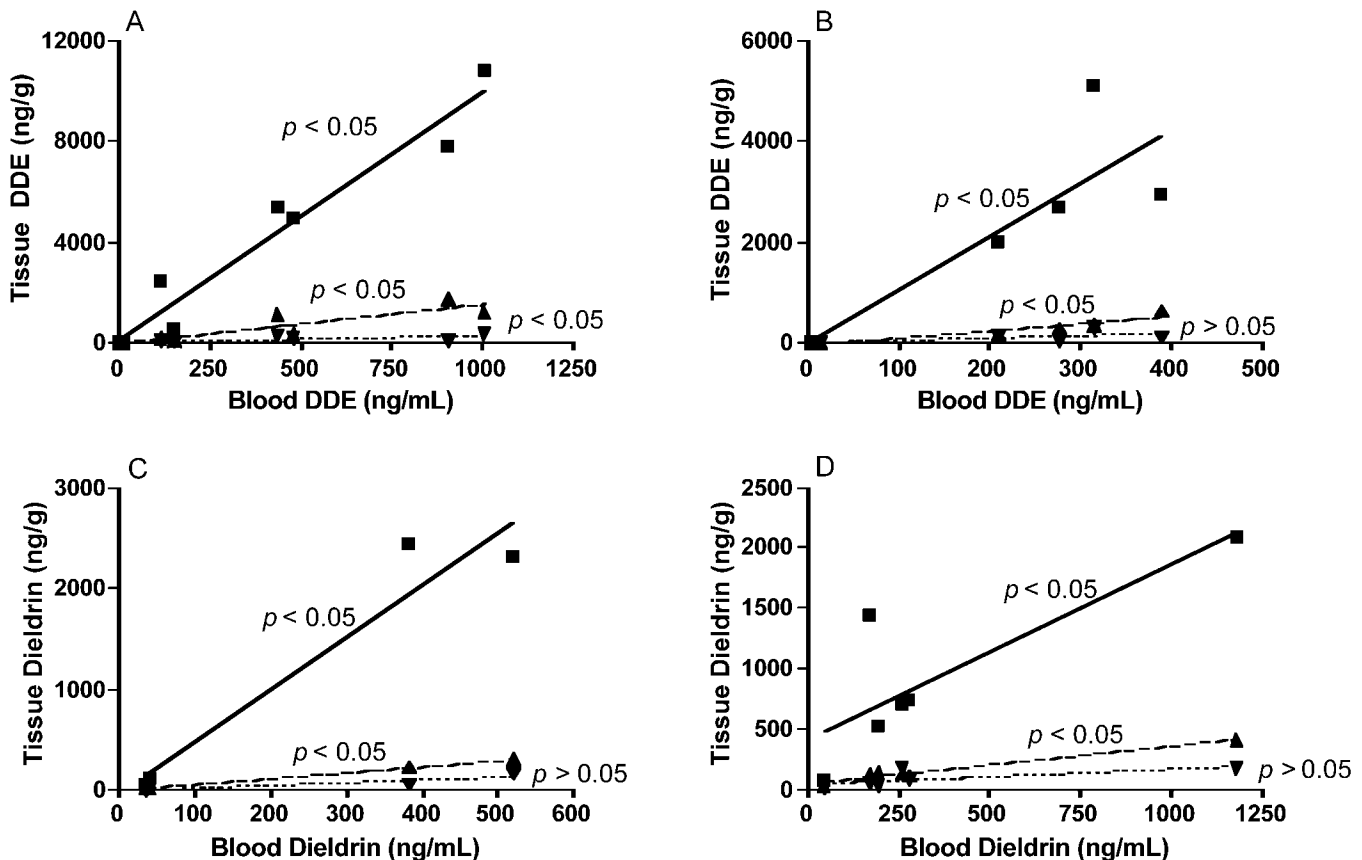 A
Tissue DDE (ng/g)
12000
8000
4000
0
p < 0.05
p < 0.05
p < 0.05
0 250 500 750 1000 1250
Blood DDE (ng/mL)
B
Tissue DDE (ng/g)
6000
4000
2000
0
p < 0.05
p < 0.05
p > 0.05
0 100 200 300 400 500
Blood DDE (ng/mL)
C
Tissue Dieldrin (ng/g)
3000
2000
1000
0
p < 0.05
p < 0.05
p > 0.05
0 100 200 300 400 500 600
Blood Dieldrin (ng/mL)
D
Tissue Dieldrin (ng/g)
2500
2000
1500
1000
500
0
p < 0.05
p < 0.05
p > 0.05
0 250 500 750 1000 1250
Blood Dieldrin (ng/mL)